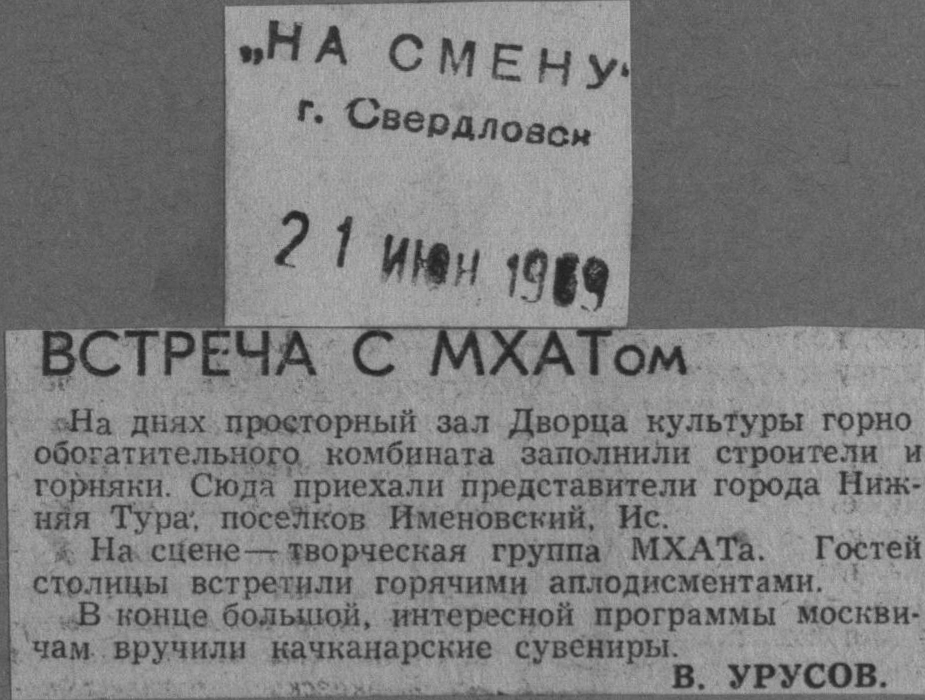 „НА СМЕНУ"
г. Свердловск
21 ИЮН 1969
ВСТРЕЧА С МХАТом
На днях просторный зал Дворца культуры горно
обогатительного комбината заполнили строители и
горняки. Сюда приехали представители города Ниж-
няя Тура, поселков Именовский, Ис.
На сцене — творческая группа МХАТа. Гостей
столицы встретили горячими аплодисментами.
В конце большой, интересной программы москви-
чам вручили качканарские сувениры.
В. УРУСОВ.